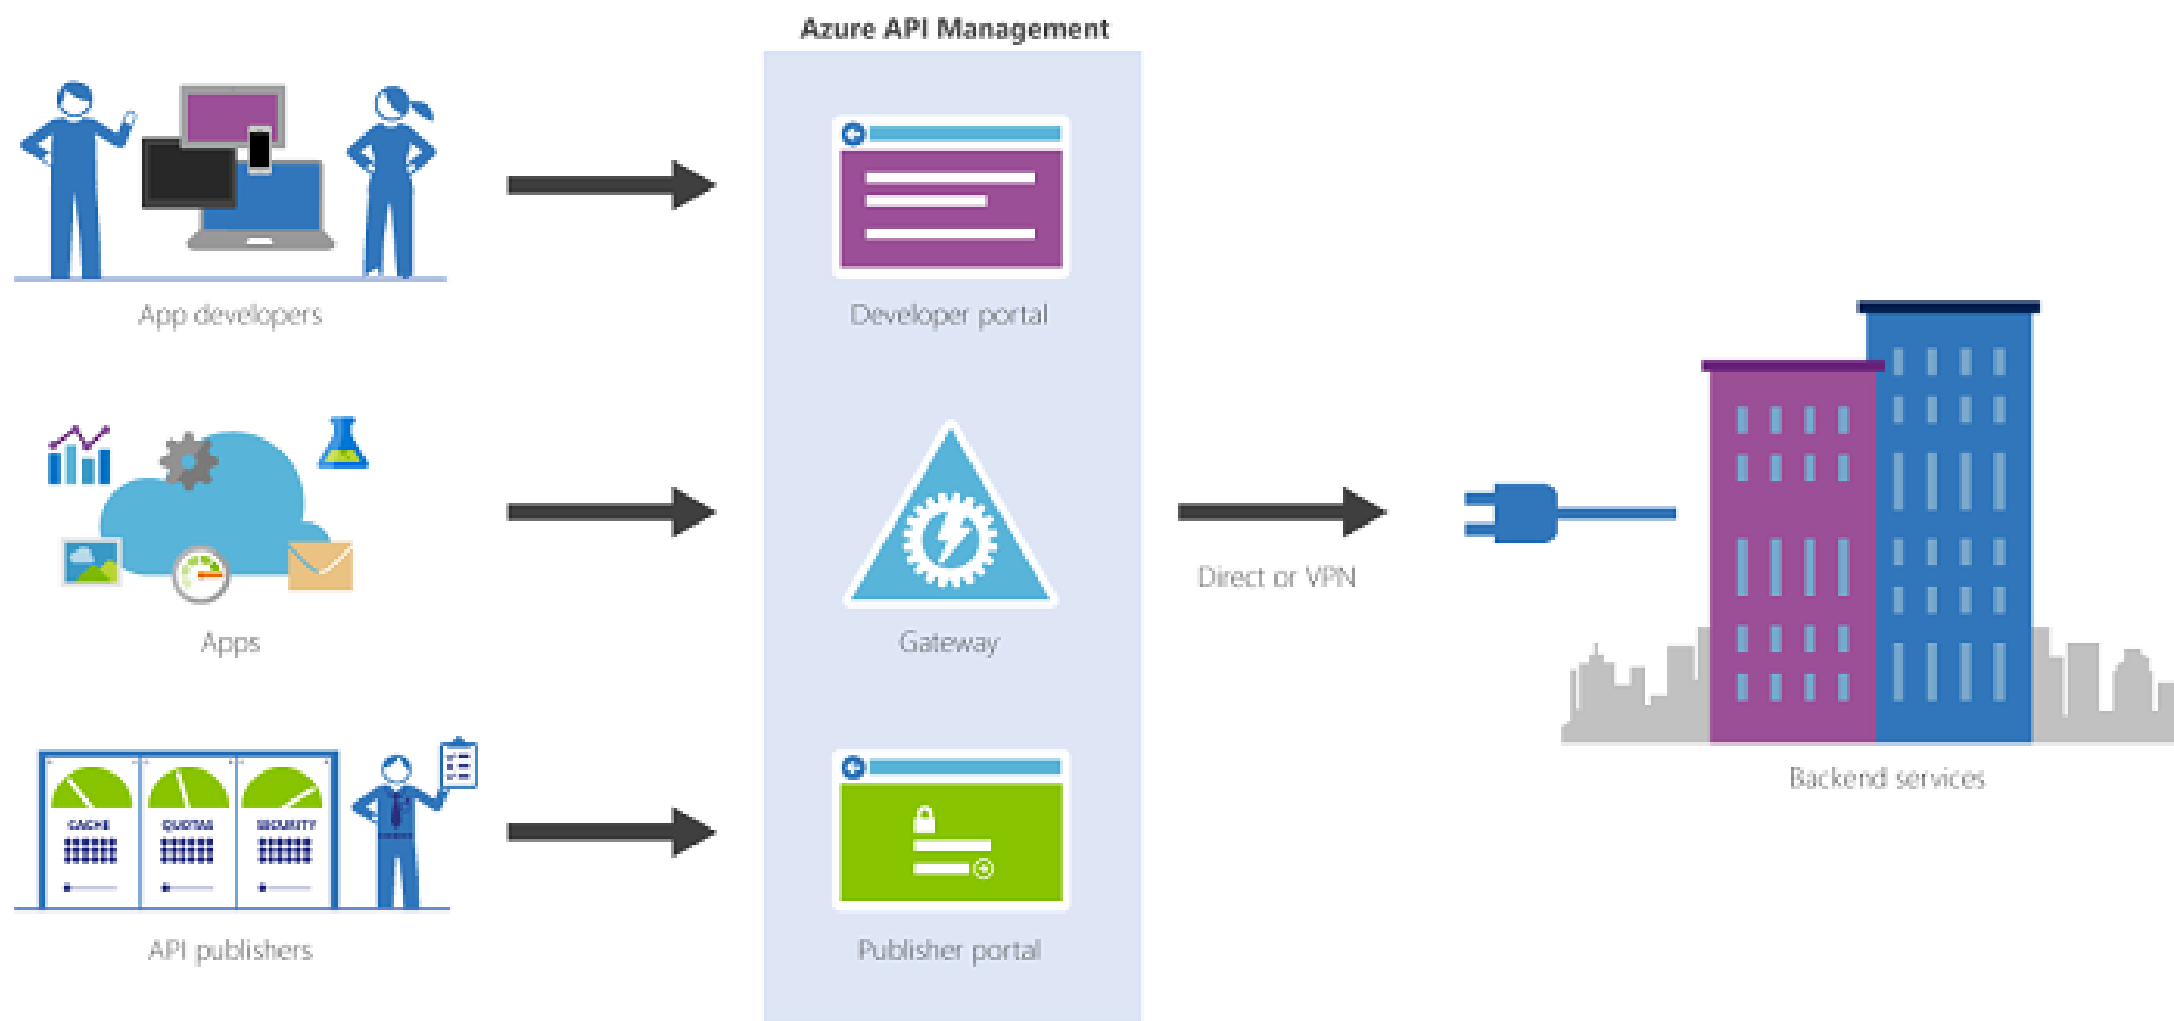 Azure API Management
App developers
Developer portal
Apps
Gateway
Direct or VPN
Backend services
CACHE
QUOTAS
SECURITY
API publishers
Publisher portal